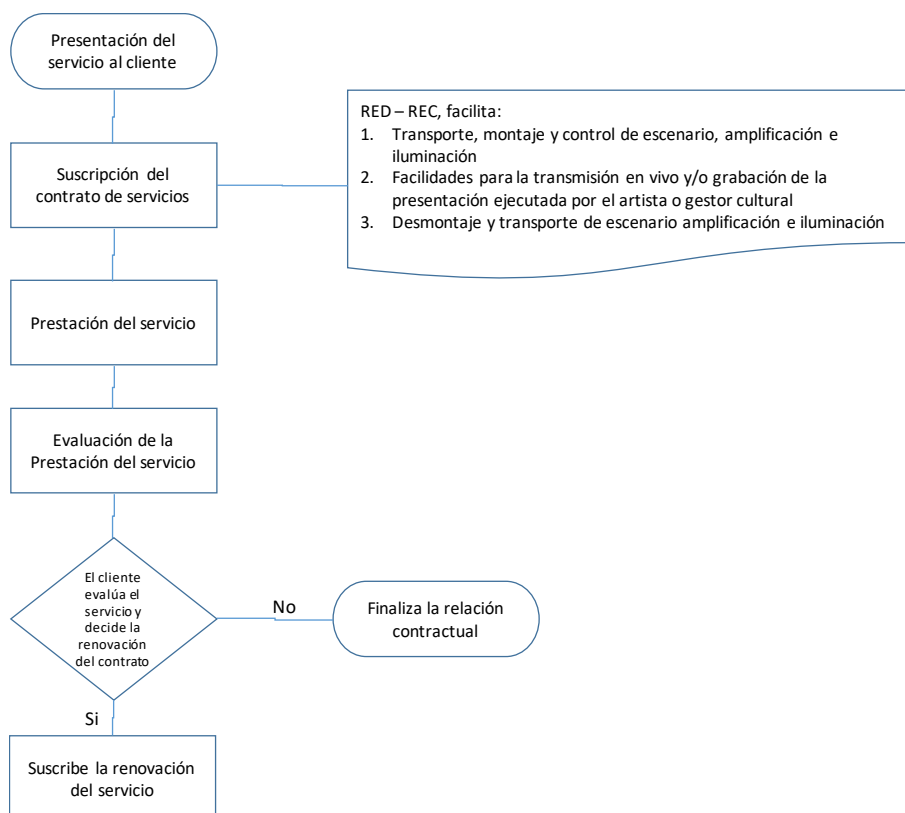 Presentación del
servicio al cliente
RED – REC, facilita:
1. Transporte, montaje y control de escenario, amplificación e
iluminación
2. Facilidades para la transmisión en vivo y/o grabación de la
presentación ejecutada por el artista o gestor cultural
3. Desmontaje y transporte de escenario amplificación e iluminación
Suscripción del
contrato de servicios
Prestación del servicio
Evaluación de la
Prestación del servicio
El cliente
evalúa el
servicio y
decide la
renovación
del contrato
No
Finaliza la relación
contractual
Si
Suscribe la renovación
del servicio